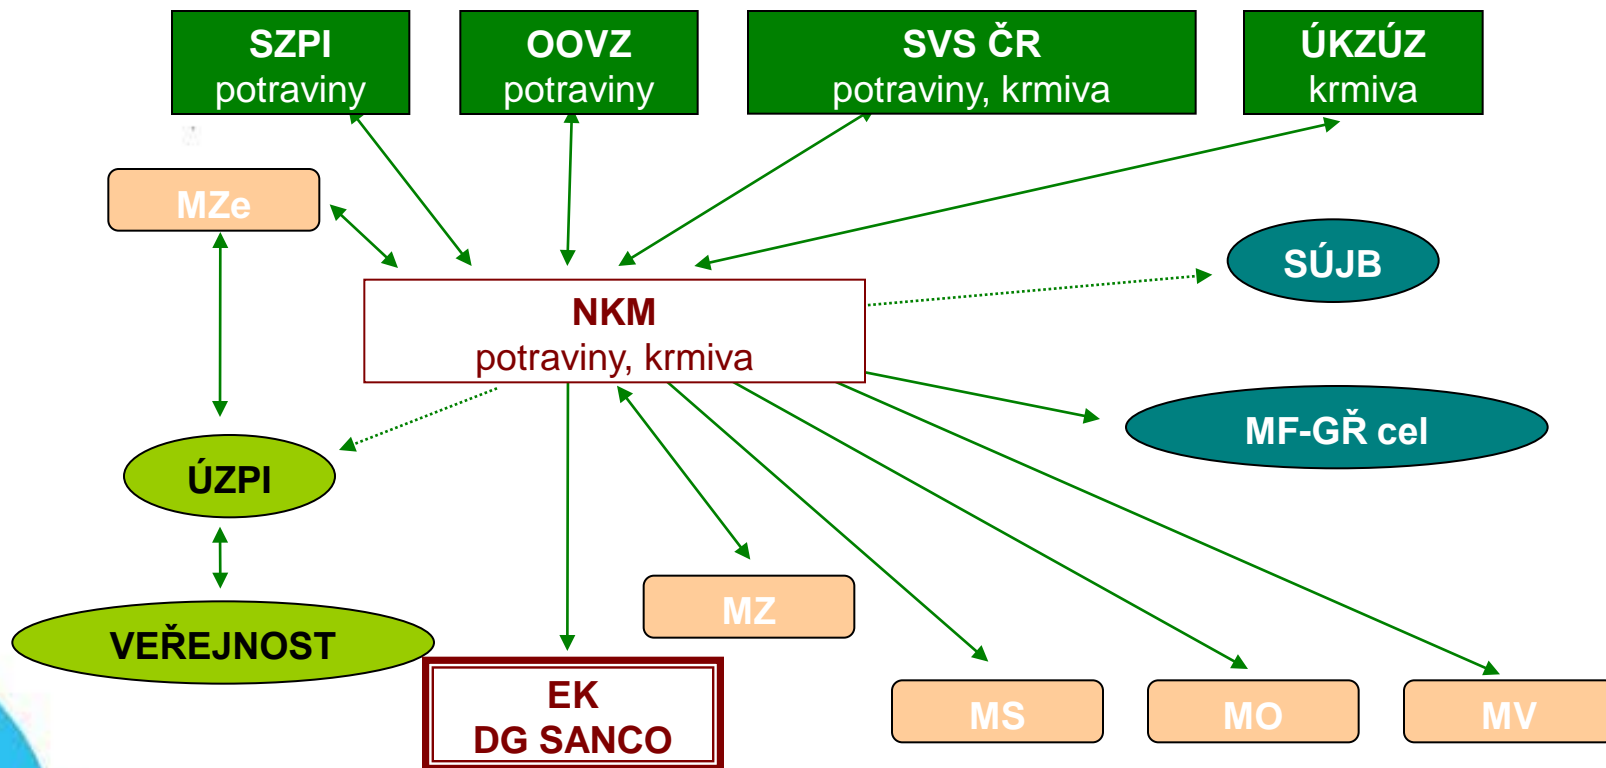 SZPI
potraviny
OOVZ
potraviny
SVS ČR
potraviny, krmiva
ÚKZÚZ
krmiva
MZe
SÚJB
NKM
potraviny, krmiva
MF-GŘ cel
ÚZPI
MZ
VEŘEJNOST
EK
DG SANCO
MS
MO
MV